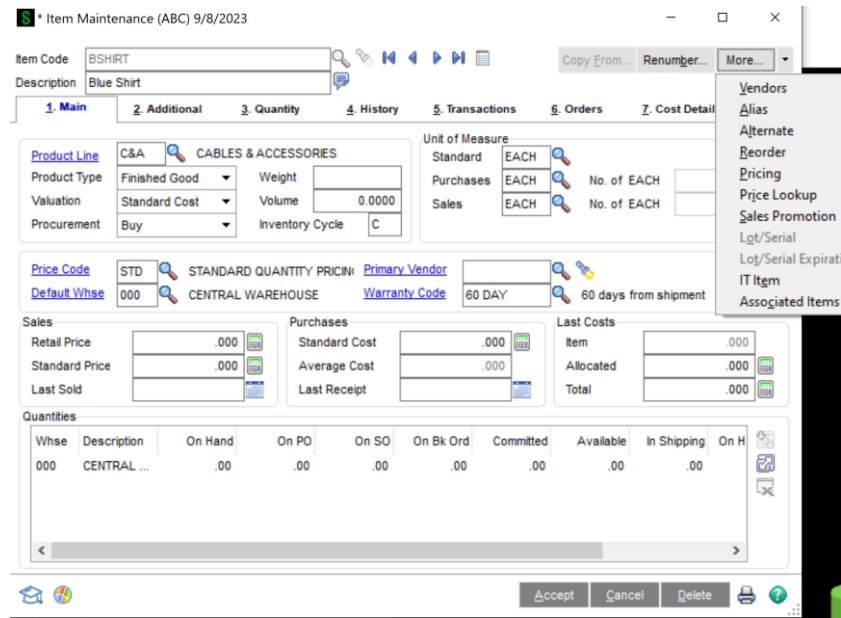 S * Item Maintenance (ABC) 9/8/2023
Item Code BSHIRT Copy From... Renumber... More...
Description Blue Shirt
1. Main 2. Additional 3. Quantity 4. History 5. Transactions 6. Orders 7. Cost Detail
Vendors
Alias
Alternate
Reorder
Pricing
Price Lookup
Sales Promotion
Lot/Serial
Lot/Serial Expirati
IT Item
Associated Items
Product Line C&A CABLES & ACCESSORIES
Product Type Finished Good Weight
Valuation Standard Cost Volume 0.0000
Procurement Buy Inventory Cycle C
Unit of Measure
Standard EACH
Purchases EACH No. of EACH
Sales EACH No. of EACH
Price Code STD STANDARD QUANTITY PRICIN Primary Vendor
Default Whse 000 CENTRAL WAREHOUSE Warranty Code 60 DAY 60 days from shipment
Sales
Retail Price .000
Standard Price .000
Last Sold
Purchases
Standard Cost .000
Average Cost .000
Last Receipt
Last Costs
Item .000
Allocated .000
Total .000
Quantities
Whse Description On Hand On PO On SO On Bk Ord Committed Available In Shipping On H
000 CENTRAL ... .00 .00 .00 .00 .00 .00 .00
Accept Cancel Delete